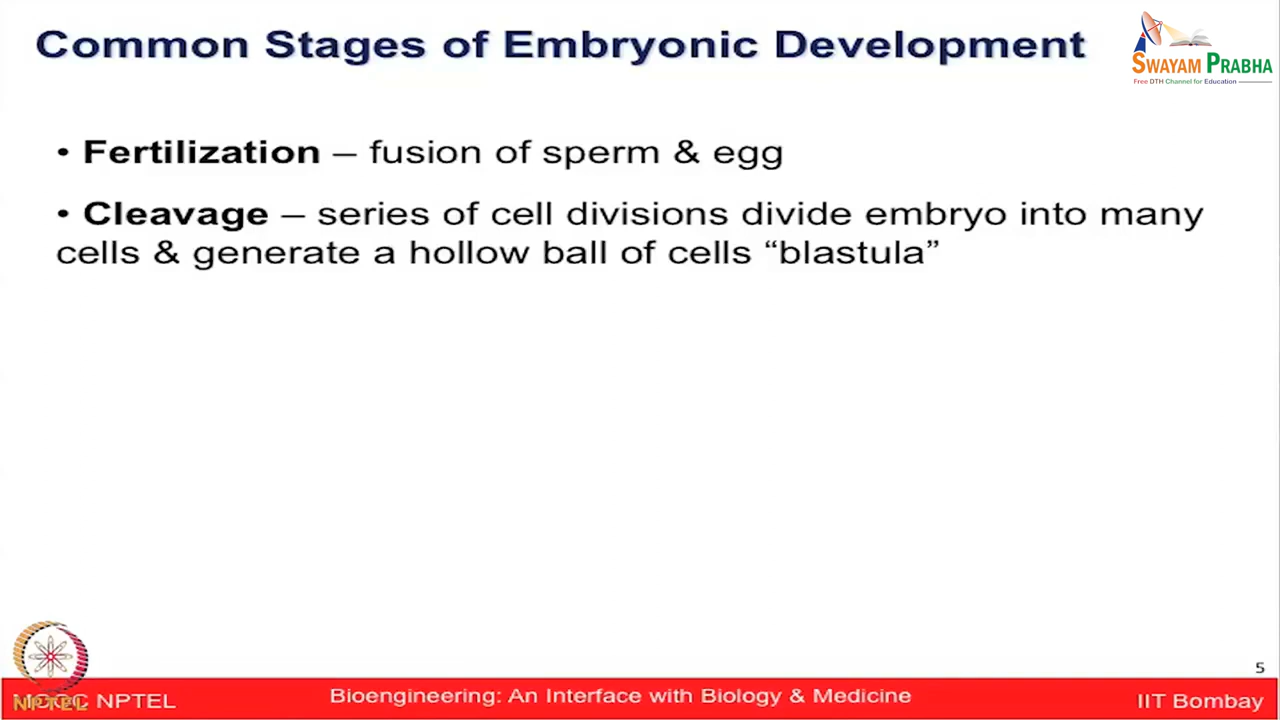 Common Stages of Embryonic Development
SWAYAM PRABHA
Free DTH Channel for Education
• Fertilization – fusion of sperm & egg
• Cleavage – series of cell divisions divide embryo into many
cells & generate a hollow ball of cells “blastula”
5
MOOC NPTEL
NPTEL
Bioengineering: An Interface with Biology & Medicine
IIT Bombay